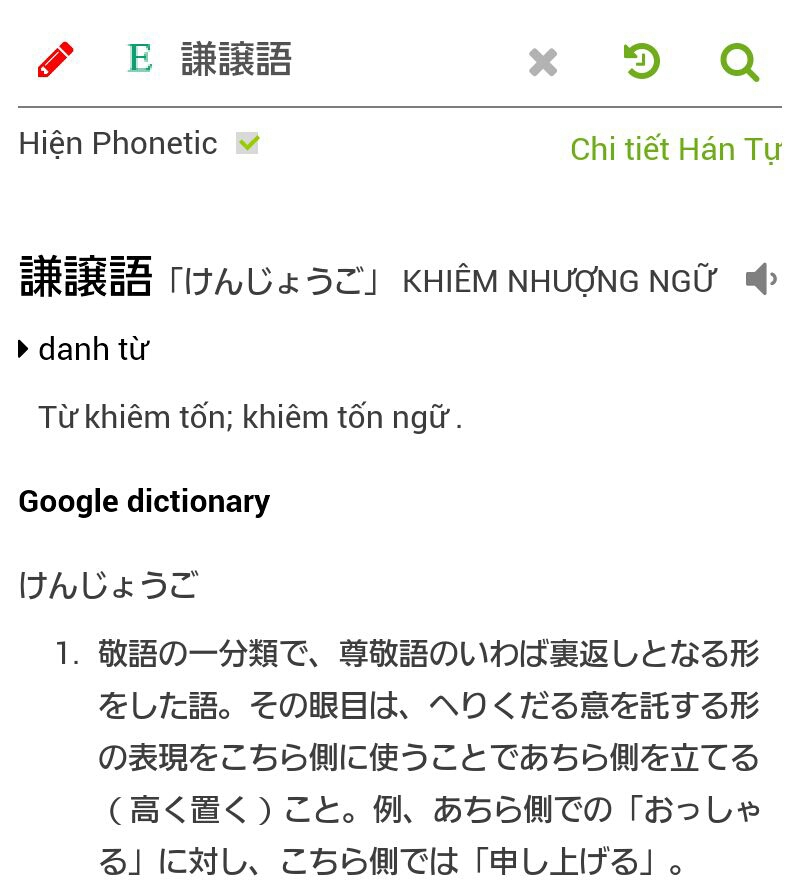 E 謙譲語
Hiện Phonetic
Chi tiết Hán Tự
謙譲語「けんじょうご」 KHIÊM NHƯỢNG NGỮ
danh từ
Từ khiêm tốn; khiêm tốn ngữ .
Google dictionary
けんじょうご
1. 敬語の一分類で、尊敬語のいわば裏返しとなる形
をした語。その眼目は、へりくだる意を託する形
の表現をこちら側に使うことであちら側を立てる
（高く置く）こと。例、あちら側での「おっしゃ
る」に対し、こちら側では「申し上げる」。